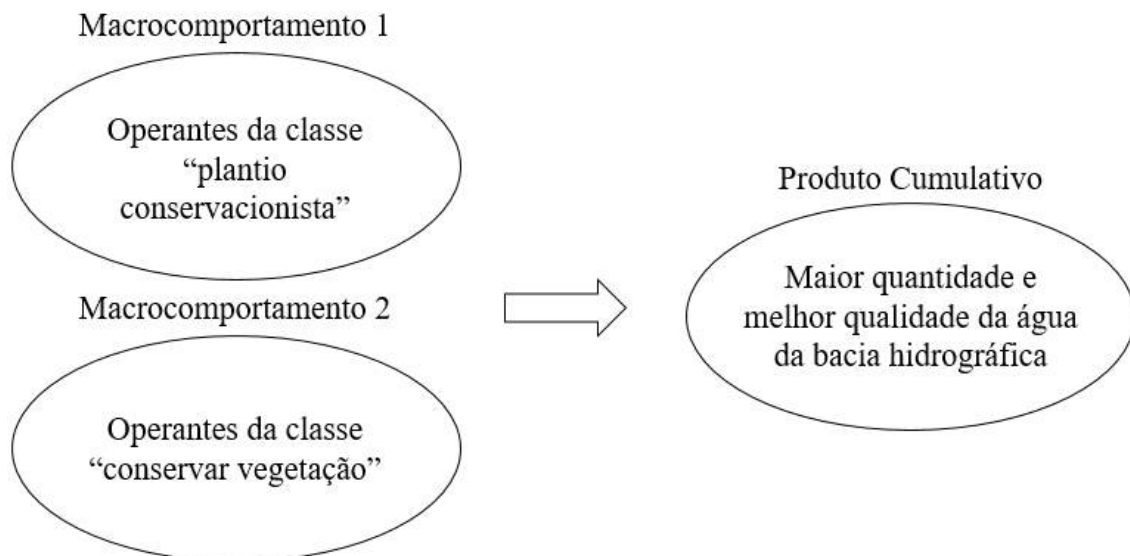 Macrocomportamento 1
Operantes da classe
“plantio
conservacionista”
Macrocomportamento 2
Operantes da classe
“conservar vegetação”
Produto Cumulativo
Maior quantidade e
melhor qualidade da água
da bacia hidrográfica